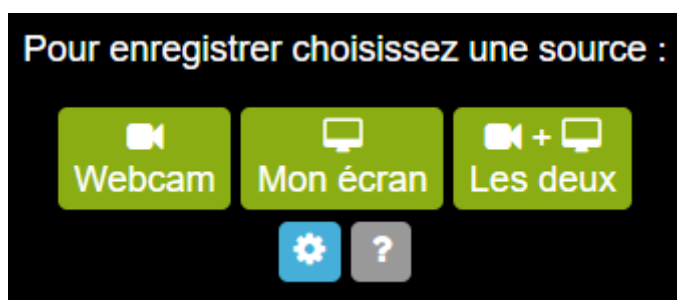 Pour enregistrer choisissez une source :
Webcam Mon écran + Les deux
?